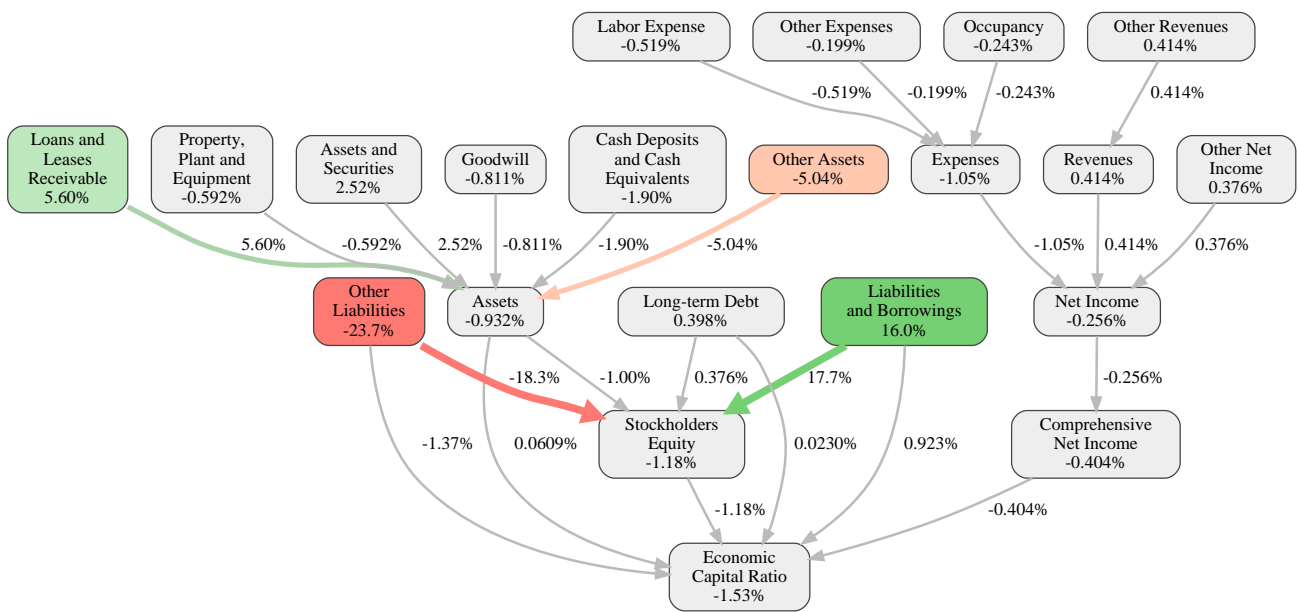 Labor Expense
-0.519%
Other Expenses
-0.199%
Occupancy
-0.243%
Other Revenues
0.414%
-0.519%
-0.199%
-0.243%
0.414%
Loans and
Leases
Receivable
5.60%
Property,
Plant and
Equipment
-0.592%
Assets and
Securities
2.52%
Goodwill
-0.811%
Cash Deposits
and Cash
Equivalents
-1.90%
Other Assets
-5.04%
Expenses
-1.05%
Revenues
0.414%
Other Net
Income
0.376%
5.60%
-0.592%
2.52%
-0.811%
-1.90%
-5.04%
-1.05%
0.414%
0.376%
Other
Liabilities
-23.7%
Assets
-0.932%
Long-term Debt
0.398%
Liabilities
and Borrowings
16.0%
Net Income
-0.256%
-18.3%
-1.00%
0.376%
17.7%
-0.256%
-1.37%
0.0609%
Stockholders
Equity
-1.18%
0.0230%
0.923%
Comprehensive
Net Income
-0.404%
-1.18%
-0.404%
Economic
Capital Ratio
-1.53%